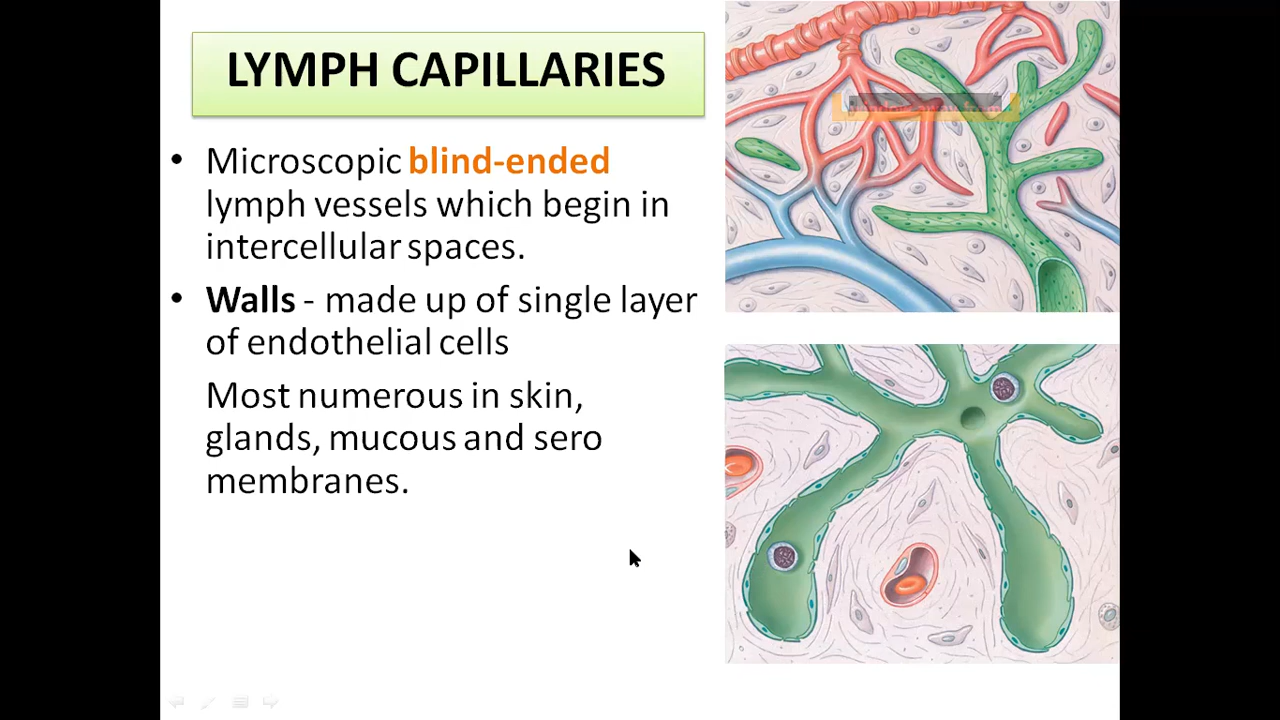 LYMPH CAPILLARIES
• Microscopic blind-ended
lymph vessels which begin in
intercellular spaces.
• Walls - made up of single layer
of endothelial cells
Most numerous in skin,
glands, mucous and sero
membranes.